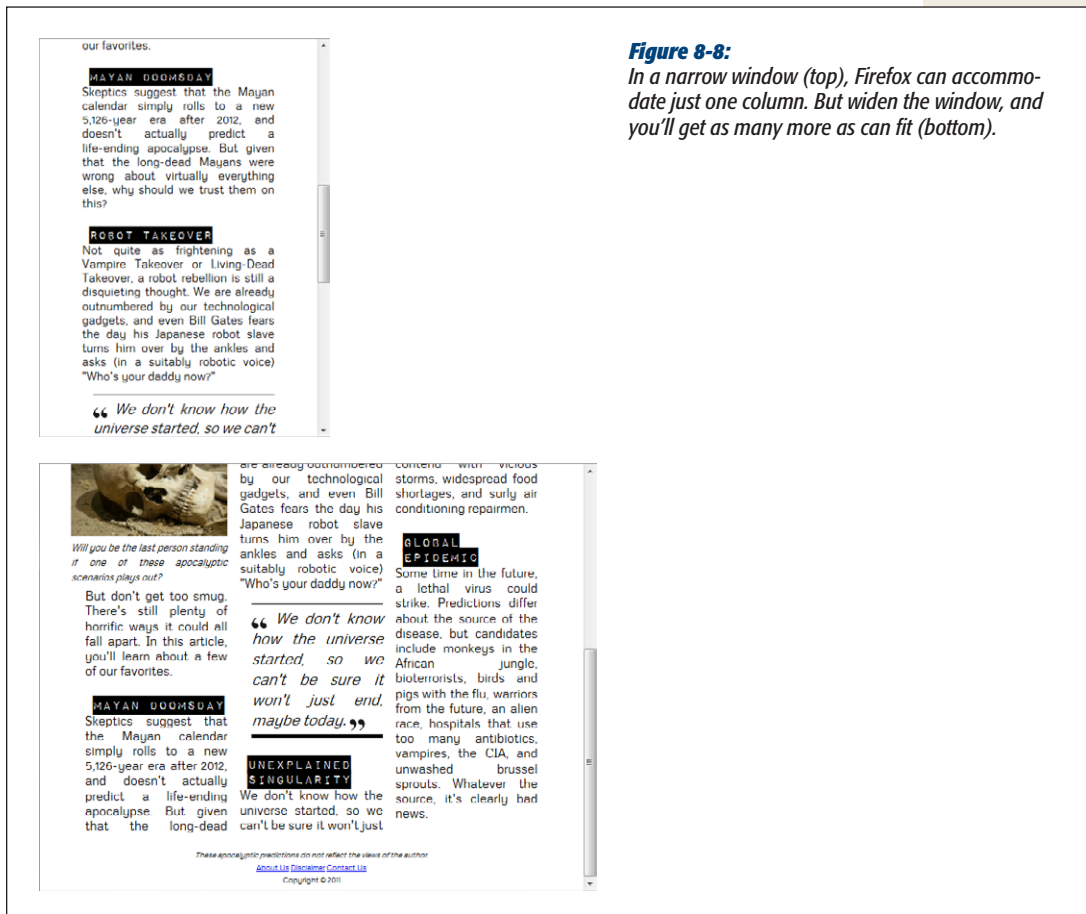 our favorites.
MAYAN DOOMSDAY
Skeptics suggest that the Mayan
calendar simply rolls to a new
5,126-year era after 2012, and
doesn't actually predict a
life-ending apocalypse. But given
that the long-dead Mayans were
wrong about virtually everything
else, why should we trust them on
this?
ROBOT TAKEOVER
Not quite as frightening as a
Vampire Takeover or Living-Dead
Takeover, a robot rebellion is still a
disquieting thought. We are already
outnumbered by our technological
gadgets, and even Bill Gates fears
the day his Japanese robot slave
turns him over by the ankles and
asks (in a suitably robotic voice)
"Who's your daddy now?"
“ We don't know how the
universe started, so we can't
Figure 8-8:
In a narrow window (top), Firefox can accommo-
date just one column. But widen the window, and
you’ll get as many more as can fit (bottom).
Will you be the last person standing
if one of these apocalyptic
scenarios plays out?
But don't get too smug.
There's still plenty of
horrific ways it could all
fall apart. In this article,
you'll learn about a few
of our favorites.
MAYAN DOOMSDAY
Skeptics suggest that
the Mayan calendar
simply rolls to a new
5,126-year era after 2012,
and doesn't actually
predict a life-ending
apocalypse. But given
that the long-dead
are already outnumbered
by our technological
gadgets, and even Bill
Gates fears the day his
Japanese robot slave
turns him over by the
ankles and asks (in a
suitably robotic voice)
"Who's your daddy now?"
“ We don't know
how the universe
started, so we
can't be sure it
won't just end,
maybe today. ”
UNEXPLAINED
SINGULARITY
We don't know how the
universe started, so we
can't be sure it won't just
contend with vicious
storms, widespread food
shortages, and surly air
conditioning repairmen.
GLOBAL
EPIDEMIC
Some time in the future,
a lethal virus could
strike. Predictions differ
about the source of the
disease, but candidates
include monkeys in the
African jungle,
bioterrorists, birds and
pigs with the flu, warriors
from the future, an alien
race, hospitals that use
too many antibiotics,
vampires, the CIA, and
unwashed brussel
sprouts. Whatever the
source, it's clearly bad
news.
These apocalyptic predictions do not reflect the views of the author.
About Us Disclaimer Contact Us
Copyright © 2011